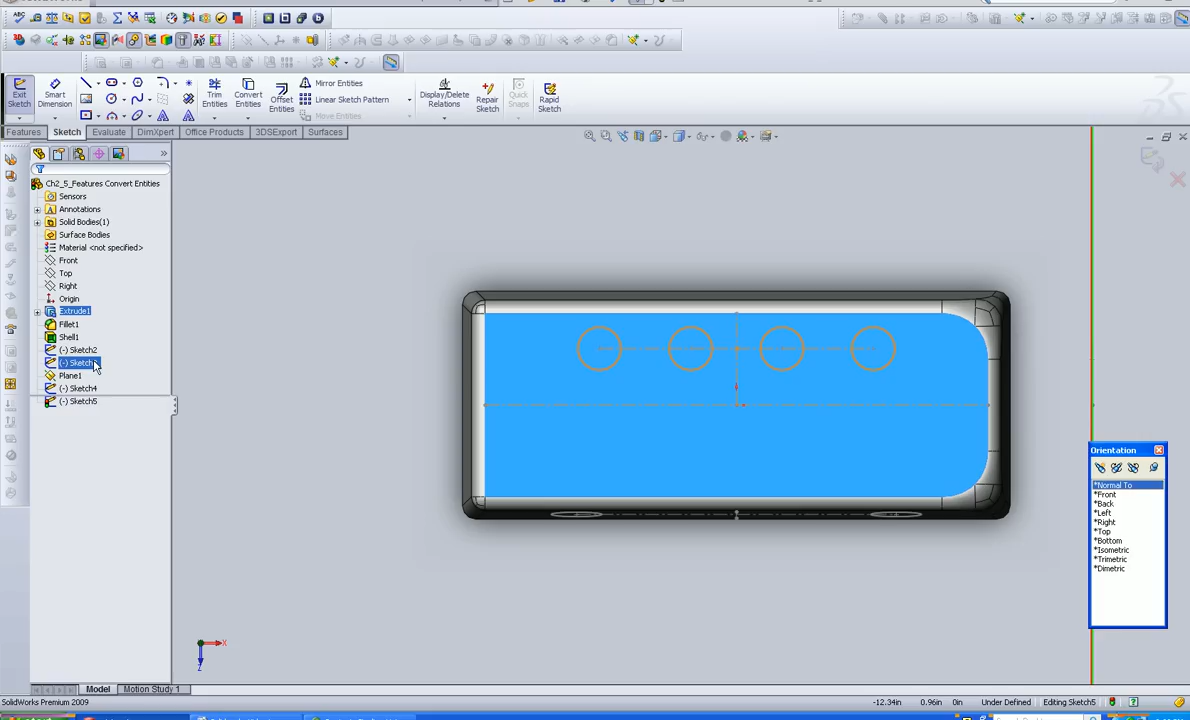 Exit Sketch
Smart Dimension
Trim Entities
Convert Entities
Offset Entities
Mirror Entities
Linear Sketch Pattern
Move Entities
Display/Delete Relations
Repair Sketch
Quick Snaps
Rapid Sketch
Features Sketch Evaluate DimXpert Office Products 3DSExport Surfaces
Ch2_5_Features Convert Entities
Sensors
Annotations
Solid Bodies(1)
Surface Bodies
Material <not specified>
Front
Top
Right
Origin
Extrude1
Fillet1
Shell1
(-) Sketch2
(-) Sketch
Plane1
(-) Sketch4
(-) Sketch5
Orientation
*Normal To
*Front
*Back
*Left
*Right
*Top
*Bottom
*Isometric
*Trimetric
*Dimetric
X
Z
Model Motion Study 1
SolidWorks Premium 2009 -12.34in 0.96in 0in Under Defined Editing Sketch5